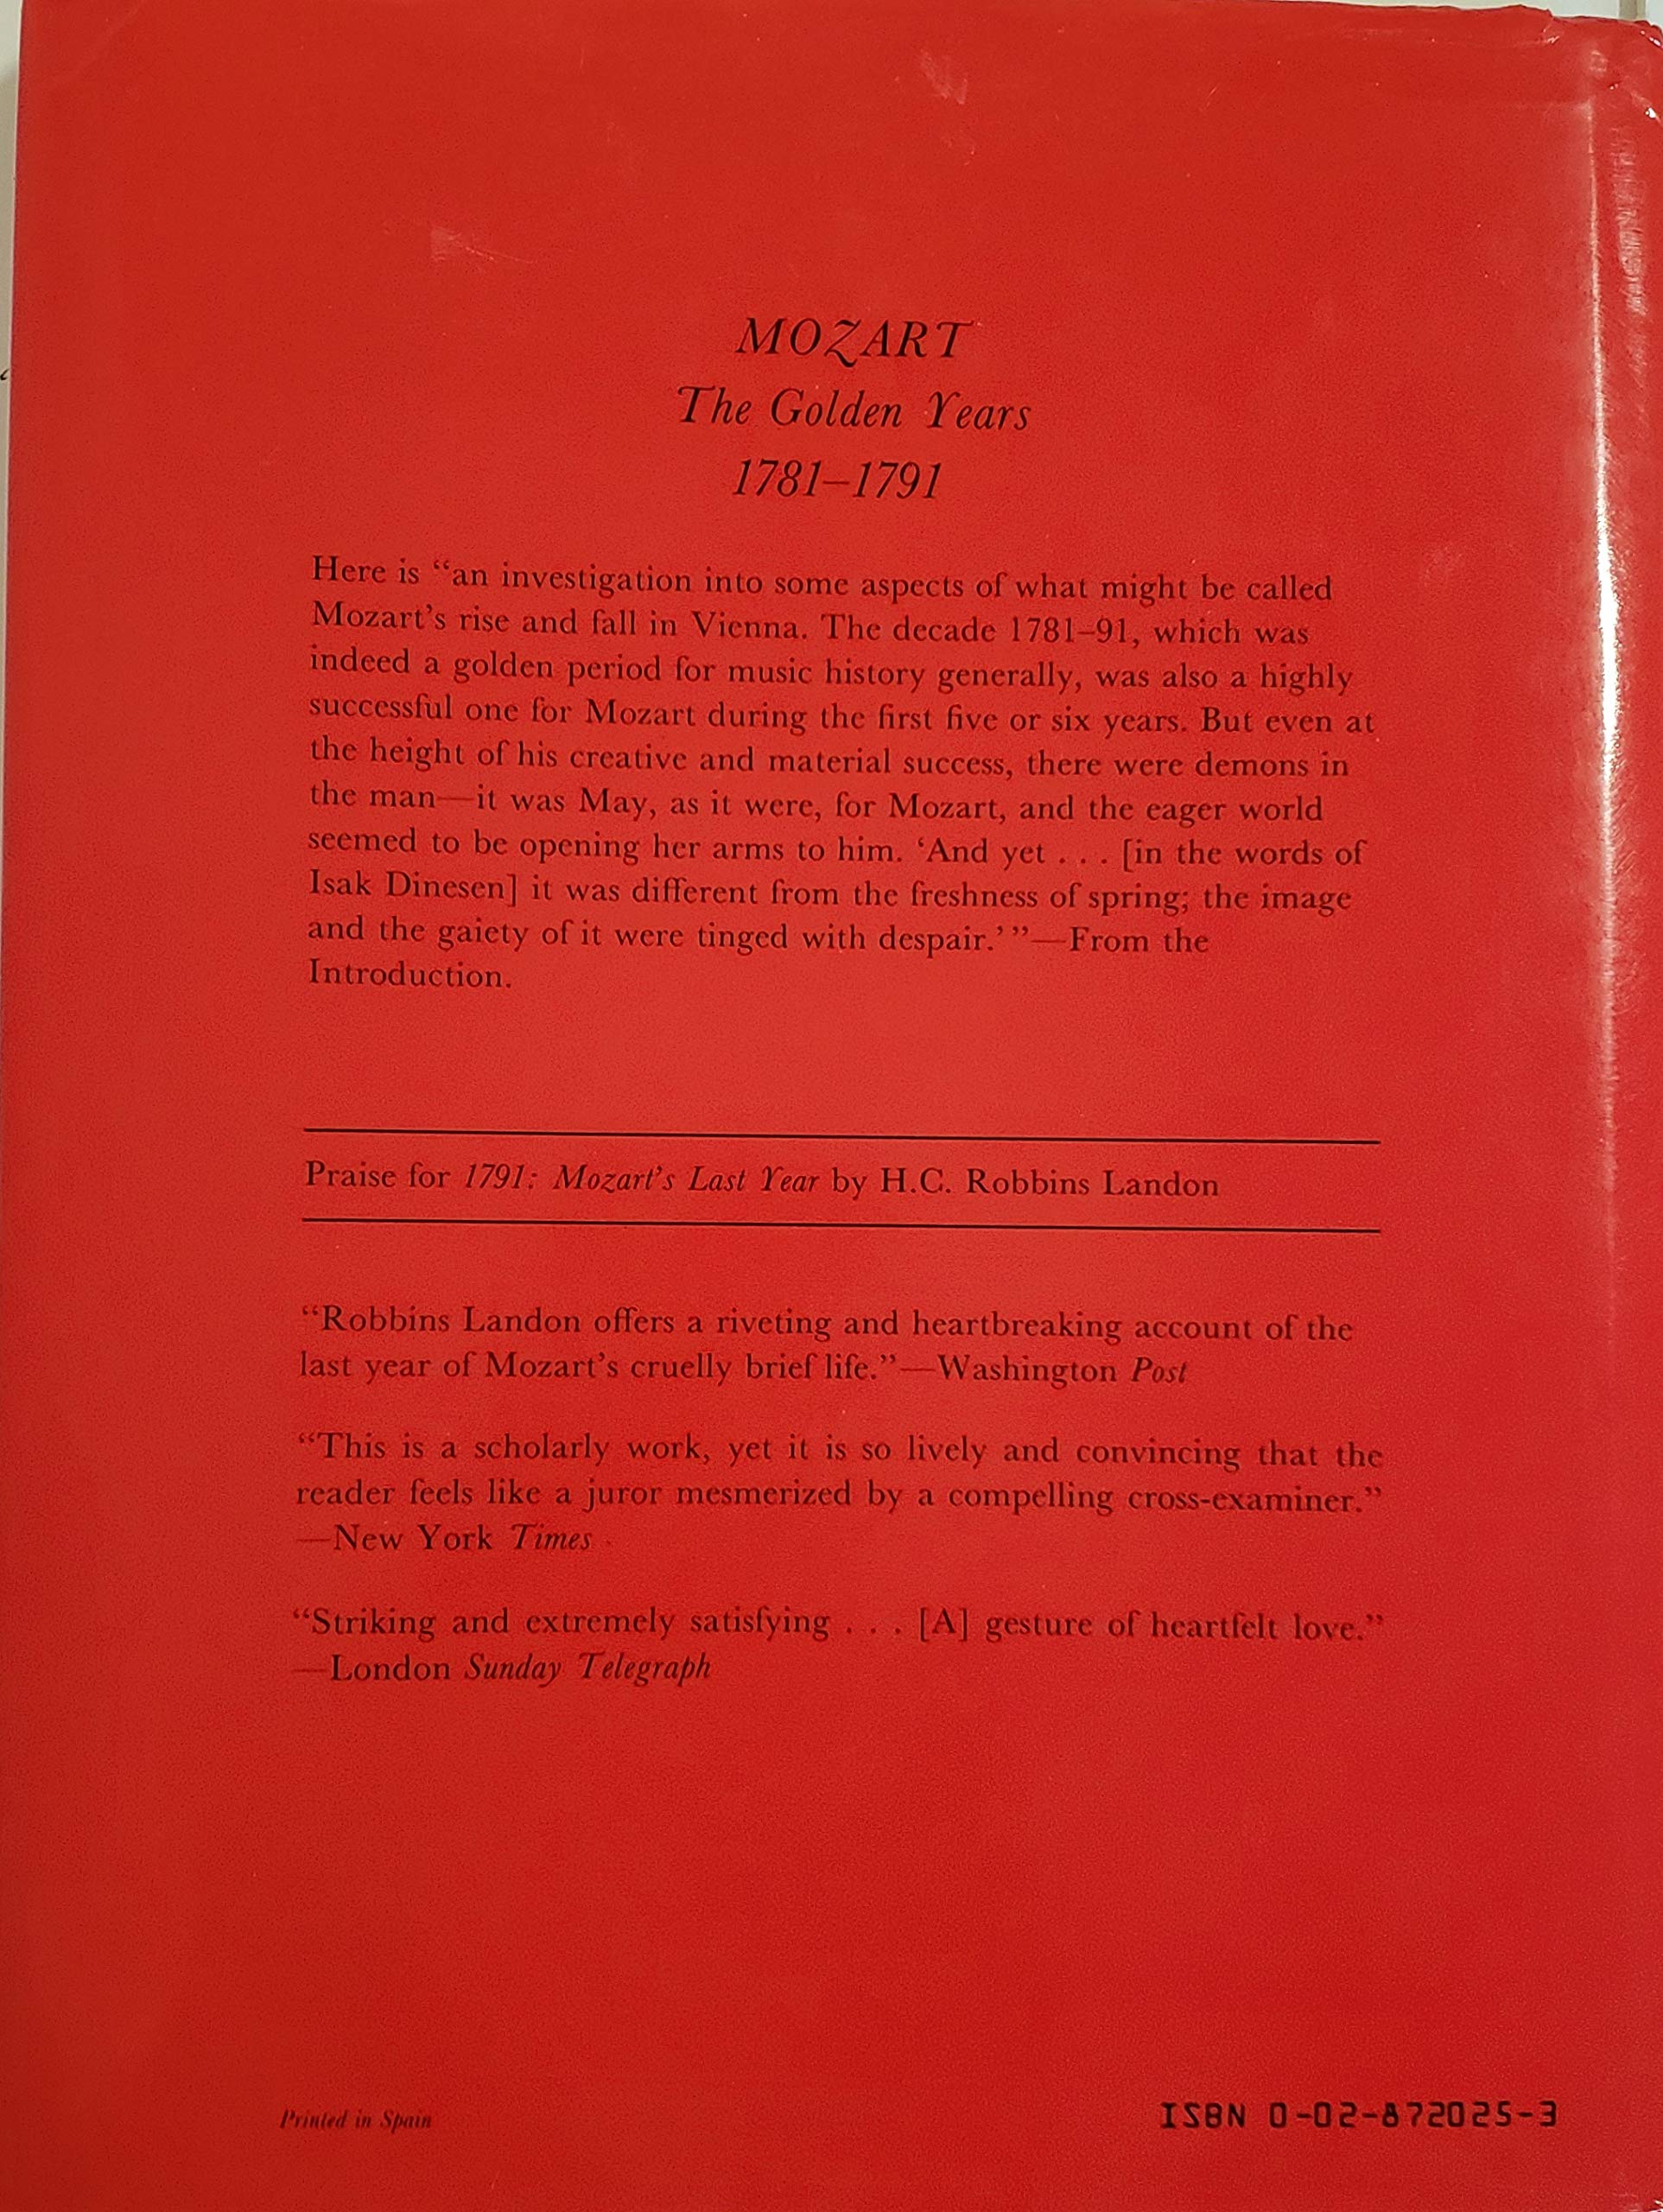 MOZART
The Golden Years
1781–1791
Here is “an investigation into some aspects of what might be called
Mozart’s rise and fall in Vienna. The decade 1781–91, which was
indeed a golden period for music history generally, was also a highly
successful one for Mozart during the first five or six years. But even at
the height of his creative and material success, there were demons in
the man—it was May, as it were, for Mozart, and the eager world
seemed to be opening her arms to him. ‘And yet . . . [in the words of
Isak Dinesen] it was different from the freshness of spring; the image
and the gaiety of it were tinged with despair.’ ”—From the
Introduction.
Praise for 1791: Mozart’s Last Year by H.C. Robbins Landon
“Robbins Landon offers a riveting and heartbreaking account of the
last year of Mozart’s cruelly brief life.”—Washington Post
“This is a scholarly work, yet it is so lively and convincing that the
reader feels like a juror mesmerized by a compelling cross-examiner.”
—New York Times
“Striking and extremely satisfying . . . [A] gesture of heartfelt love.”
—London Sunday Telegraph
Printed in Spain
ISBN 0-02-872025-3